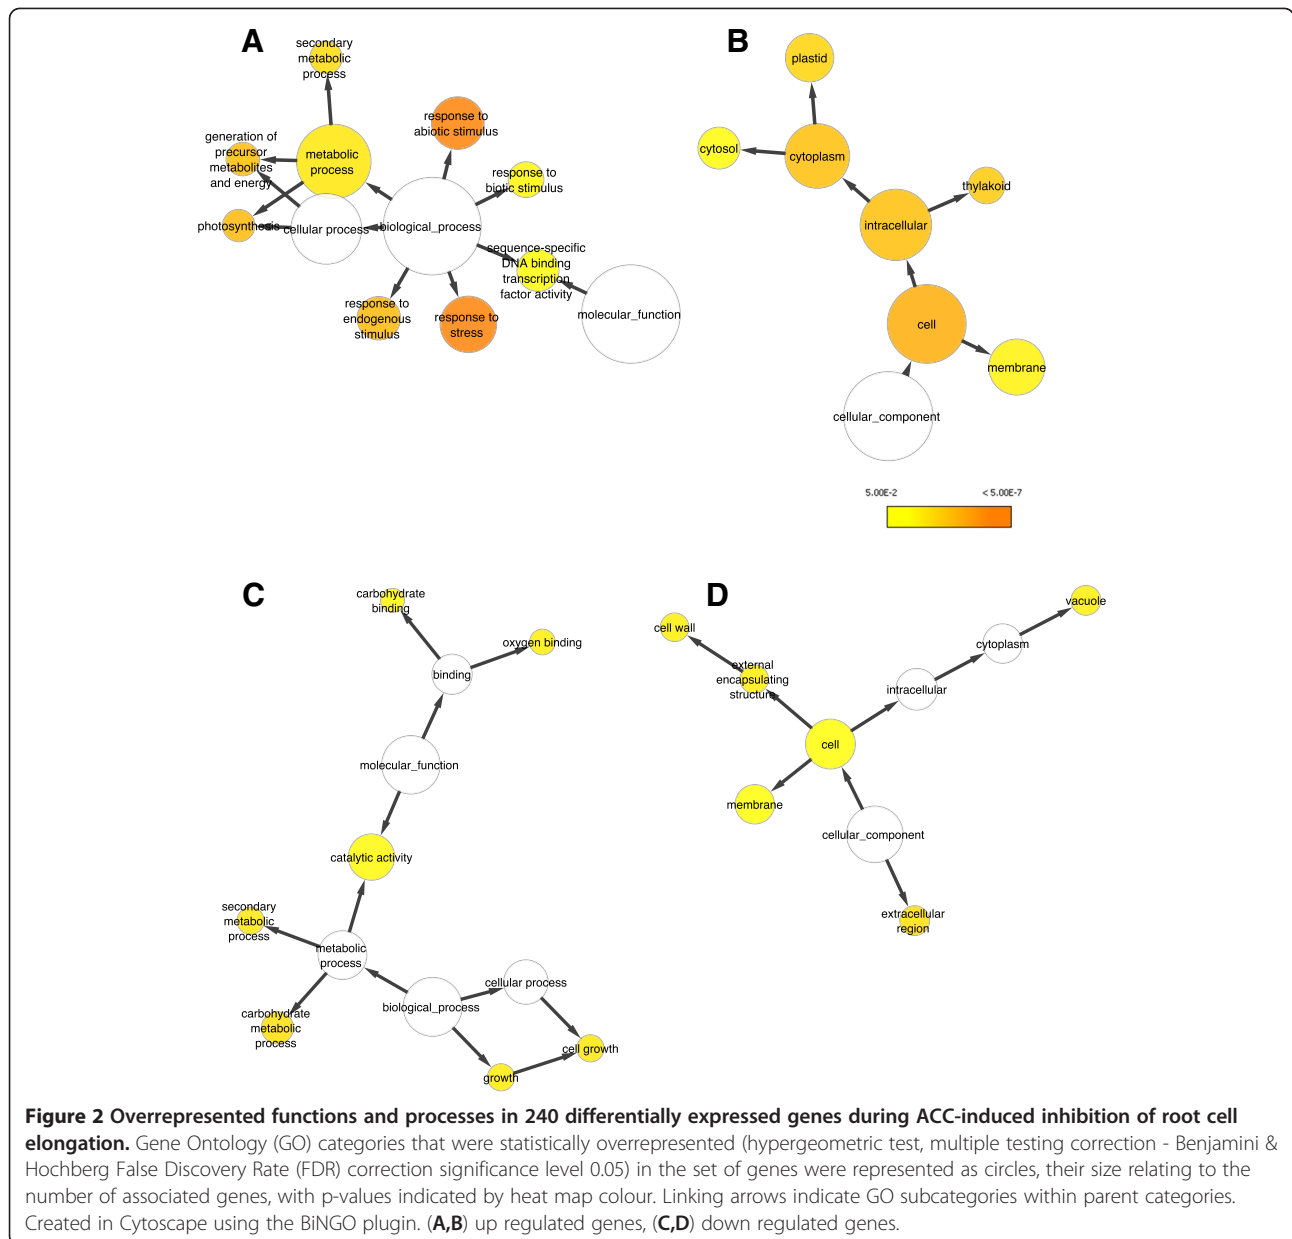 A
secondary
metabolic
process
response to
abiotic stimulus
generation of
precursor
metabolites
and energy
metabolic
process
response to
biotic stimulus
photosynthesis
cellular process
biological_process
sequence-specific
DNA binding
transcription
factor activity
response to
endogenous
stimulus
response to
stress
molecular_function
B
plastid
cytosol
cytoplasm
thylakoid
intracellular
cell
membrane
cellular_component
5.00E-2
< 5.00E-7
C
carbohydrate
binding
oxygen binding
binding
molecular_function
catalytic activity
secondary
metabolic
process
metabolic
process
carbohydrate
metabolic
process
biological_process
cellular process
cell growth
growth
D
vacuole
cell wall
cytoplasm
external
encapsulating
structure
intracellular
cell
membrane
cellular_component
extracellular
region
Figure 2 Overrepresented functions and processes in 240 differentially expressed genes during ACC-induced inhibition of root cell
elongation. Gene Ontology (GO) categories that were statistically overrepresented (hypergeometric test, multiple testing correction - Benjamini &
Hochberg False Discovery Rate (FDR) correction significance level 0.05) in the set of genes were represented as circles, their size relating to the
number of associated genes, with p-values indicated by heat map colour. Linking arrows indicate GO subcategories within parent categories.
Created in Cytoscape using the BiNGO plugin. (A,B) up regulated genes, (C,D) down regulated genes.